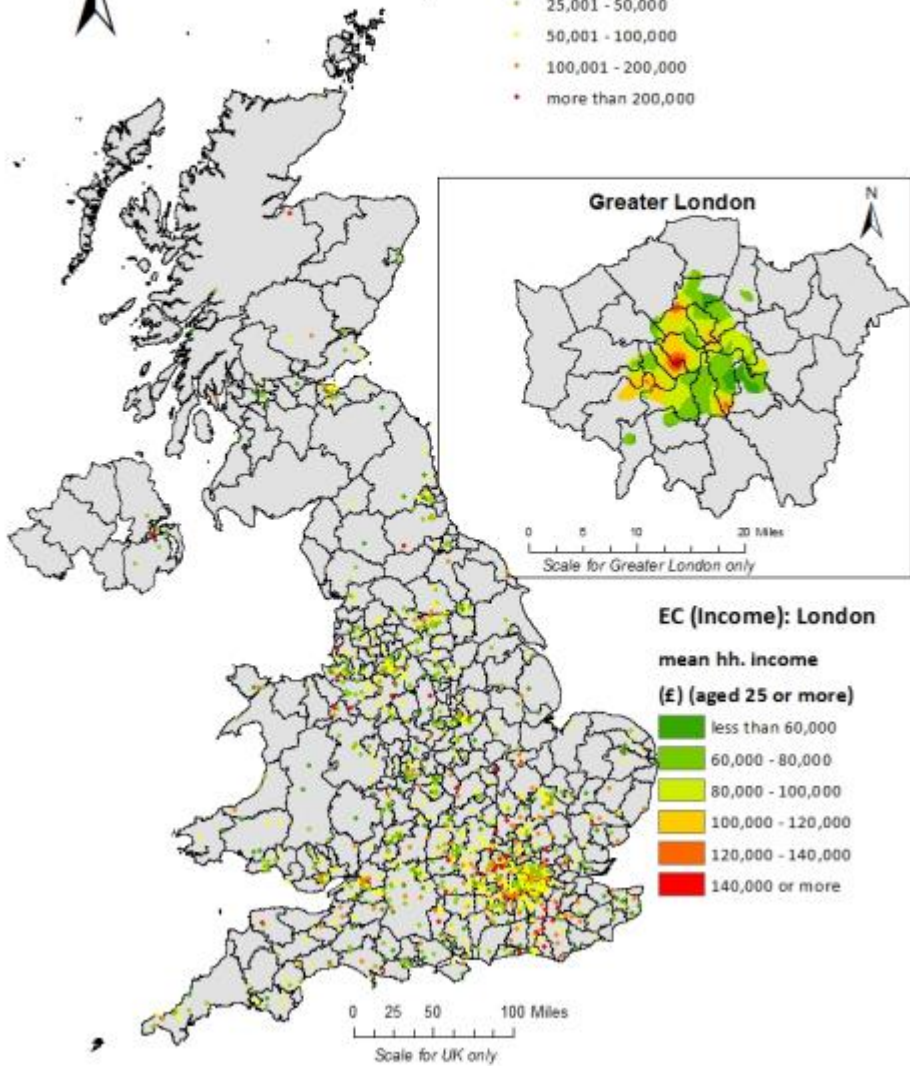 25,001 - 50,000
50,001 - 100,000
100,001 - 200,000
more than 200,000
Greater London
N
0 5 10 20 Miles
Scale for Greater London only
EC (Income): London
mean hh. income
(£) (aged 25 or more)
less than 60,000
60,000 - 80,000
80,000 - 100,000
100,000 - 120,000
120,000 - 140,000
140,000 or more
0 25 50 100 Miles
Scale for UK only